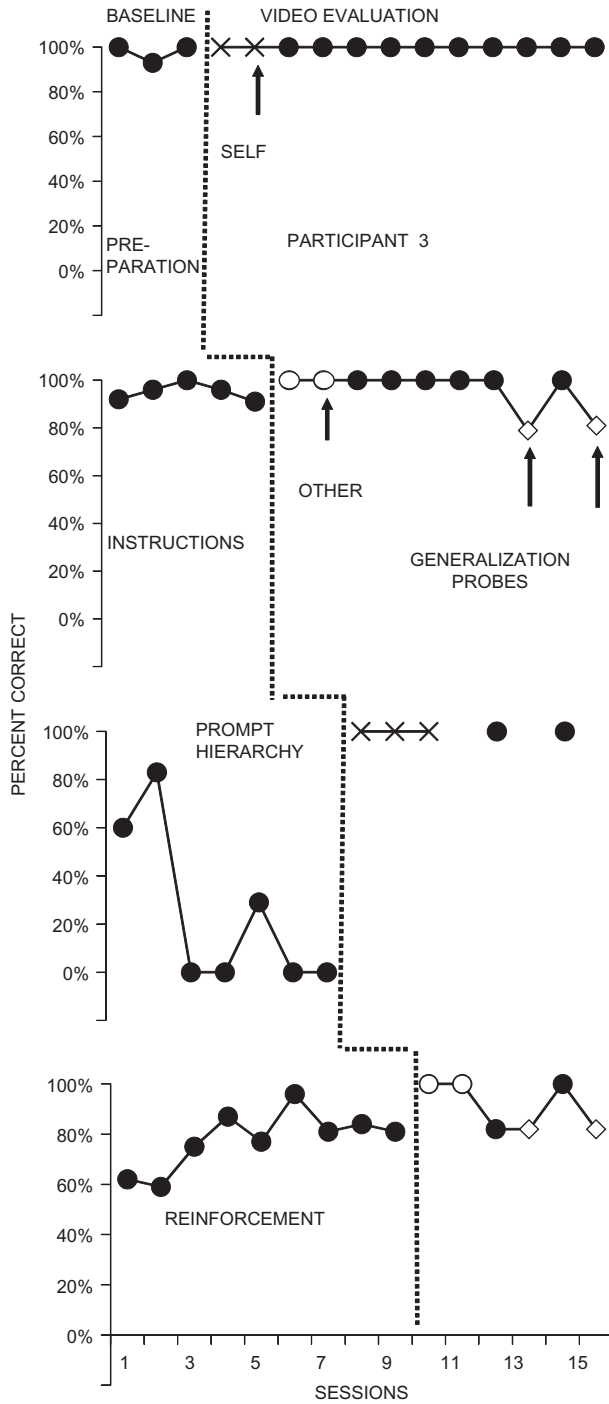 BASELINE VIDEO EVALUATION
100%
80%
60%
40%
20%
0%
SELF
PRE-
PARATION
PARTICIPANT 3
100%
80%
60%
40%
20%
0%
OTHER
INSTRUCTIONS
GENERALIZATION
PROBES
PERCENT CORRECT
100%
80%
60%
40%
20%
0%
PROMPT
HIERARCHY
100%
80%
60%
40%
20%
0%
REINFORCEMENT
1 3 5 7 9 11 13 15
SESSIONS